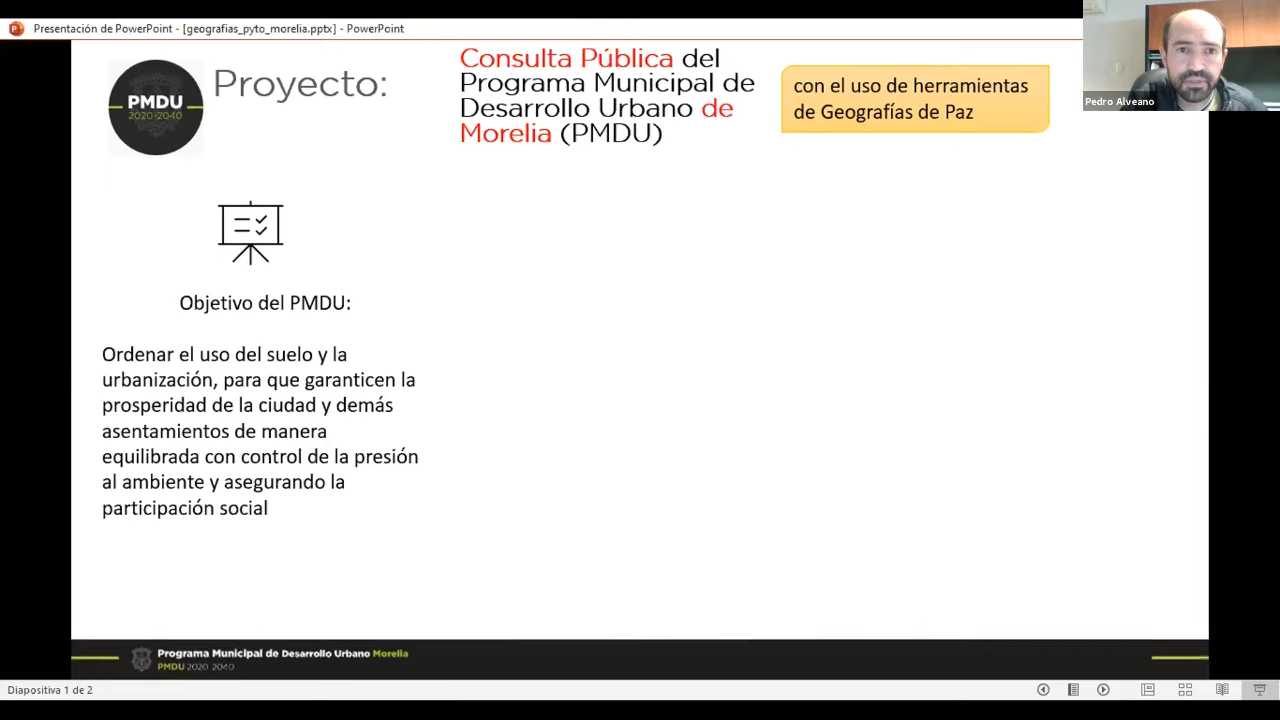 Presentación de PowerPoint - [geografias_pyto_morelia.pptx] - PowerPoint
PMDU
2020-2040
Proyecto:
Consulta Pública del
Programa Municipal de
Desarrollo Urbano de
Morelia (PMDU)
con el uso de herramientas
de Geografías de Paz
Pedro Alveano
Objetivo del PMDU:
Ordenar el uso del suelo y la
urbanización, para que garanticen la
prosperidad de la ciudad y demás
asentamientos de manera
equilibrada con control de la presión
al ambiente y asegurando la
participación social
Programa Municipal de Desarrollo Urbano Morelia
PMDU 2020-2040
Diapositiva 1 de 2